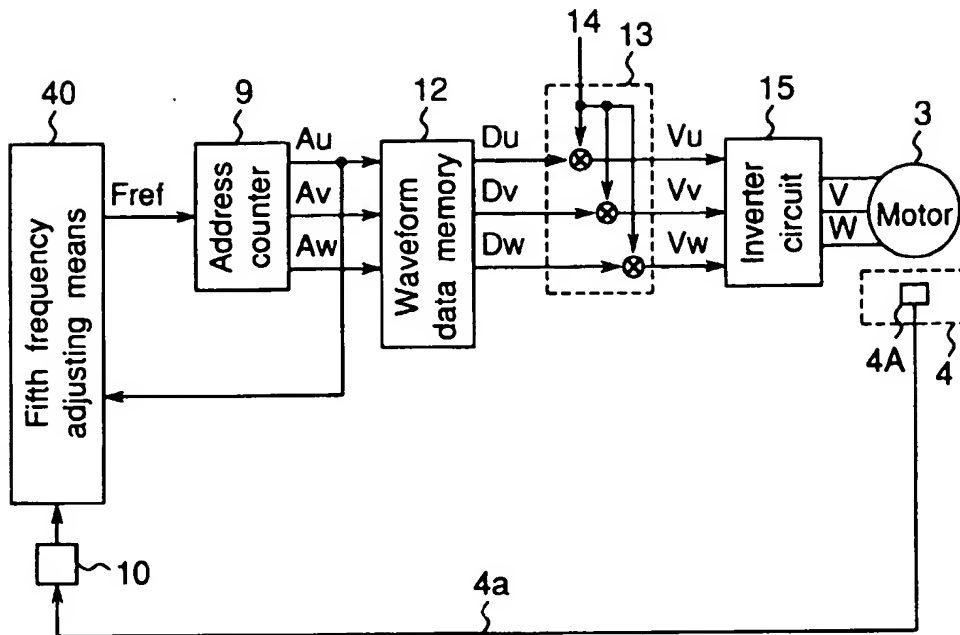 14
13
40
9
12
15
3
Au
Du
Vu
Fref
Av
Dv
Vv
V
Aw
Dw
Vw
W
Fifth frequency
adjusting means
Address
counter
Waveform
data memory
Inverter
circuit
Motor
4A
4
10
4a